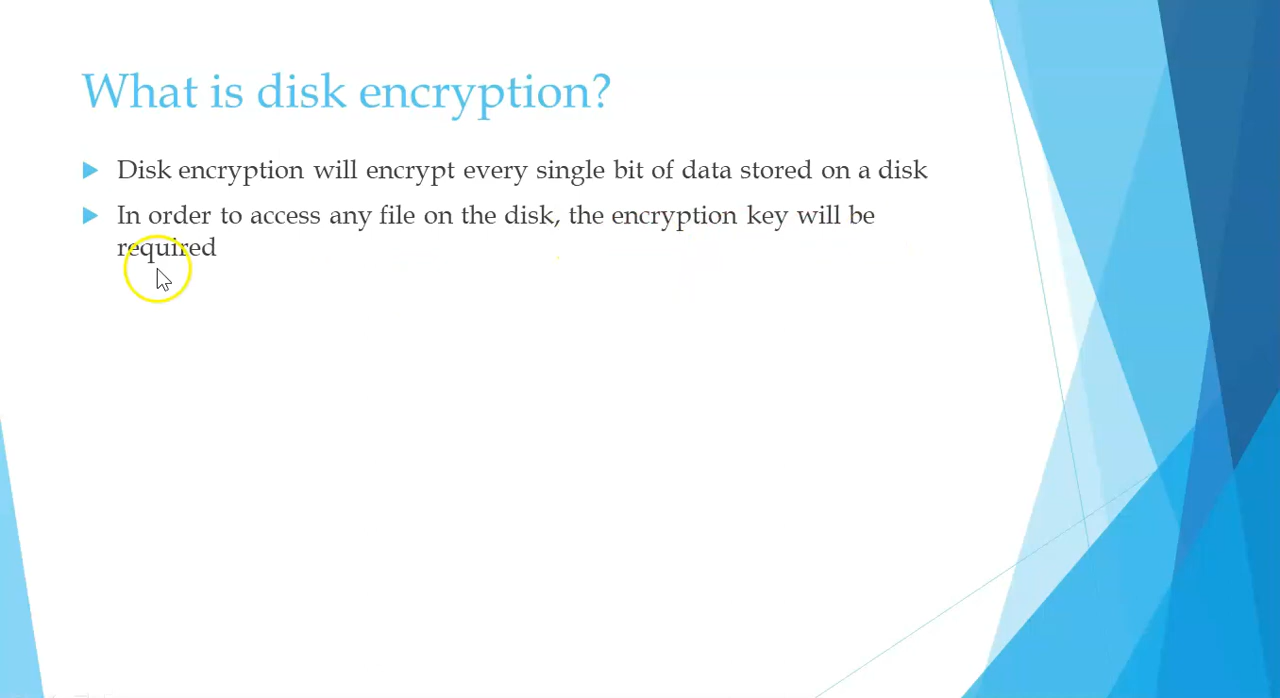 What is disk encryption?
Disk encryption will encrypt every single bit of data stored on a disk
In order to access any file on the disk, the encryption key will be
required